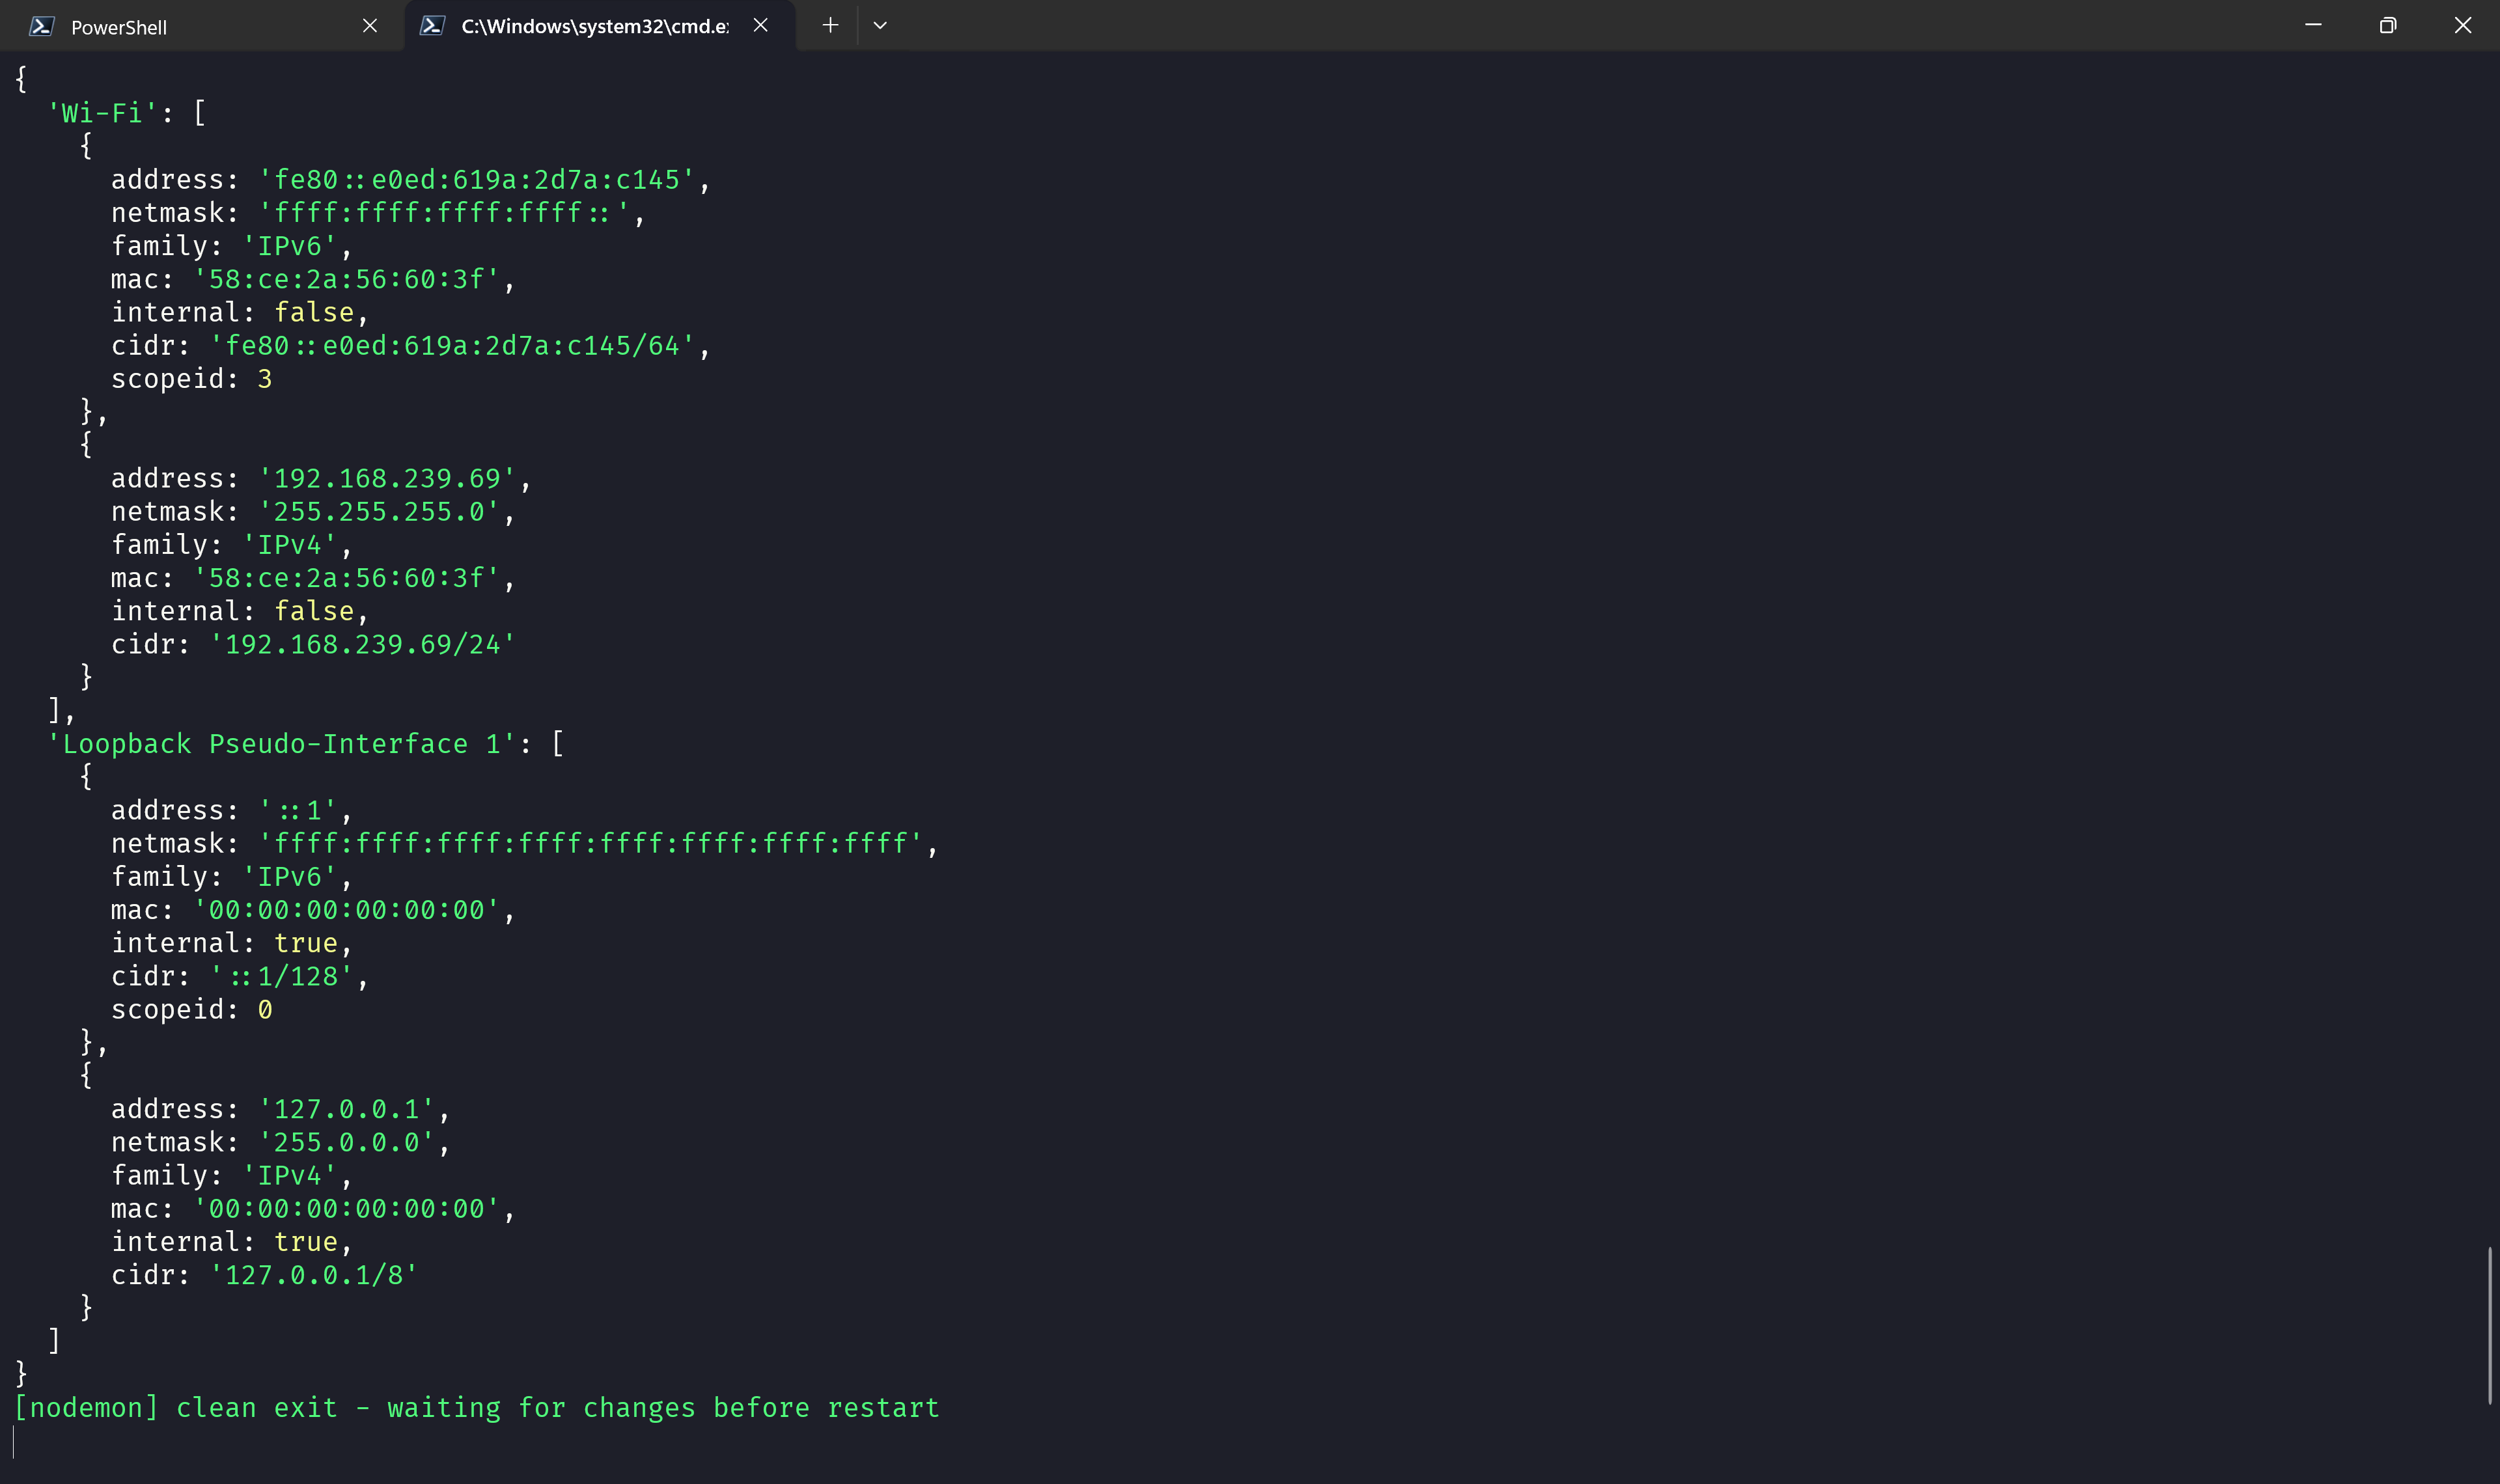 PowerShell
C:\Windows\system32\cmd.e
{
  'Wi-Fi': [
    {
      address: 'fe80::e0ed:619a:2d7a:c145',
      netmask: 'ffff:ffff:ffff:ffff::',
      family: 'IPv6',
      mac: '58:ce:2a:56:60:3f',
      internal: false,
      cidr: 'fe80::e0ed:619a:2d7a:c145/64',
      scopeid: 3
    },
    {
      address: '192.168.239.69',
      netmask: '255.255.255.0',
      family: 'IPv4',
      mac: '58:ce:2a:56:60:3f',
      internal: false,
      cidr: '192.168.239.69/24'
    }
  ],
  'Loopback Pseudo-Interface 1': [
    {
      address: '::1',
      netmask: 'ffff:ffff:ffff:ffff:ffff:ffff:ffff:ffff',
      family: 'IPv6',
      mac: '00:00:00:00:00:00',
      internal: true,
      cidr: '::1/128',
      scopeid: 0
    },
    {
      address: '127.0.0.1',
      netmask: '255.0.0.0',
      family: 'IPv4',
      mac: '00:00:00:00:00:00',
      internal: true,
      cidr: '127.0.0.1/8'
    }
  ]
}
[nodemon] clean exit - waiting for changes before restart